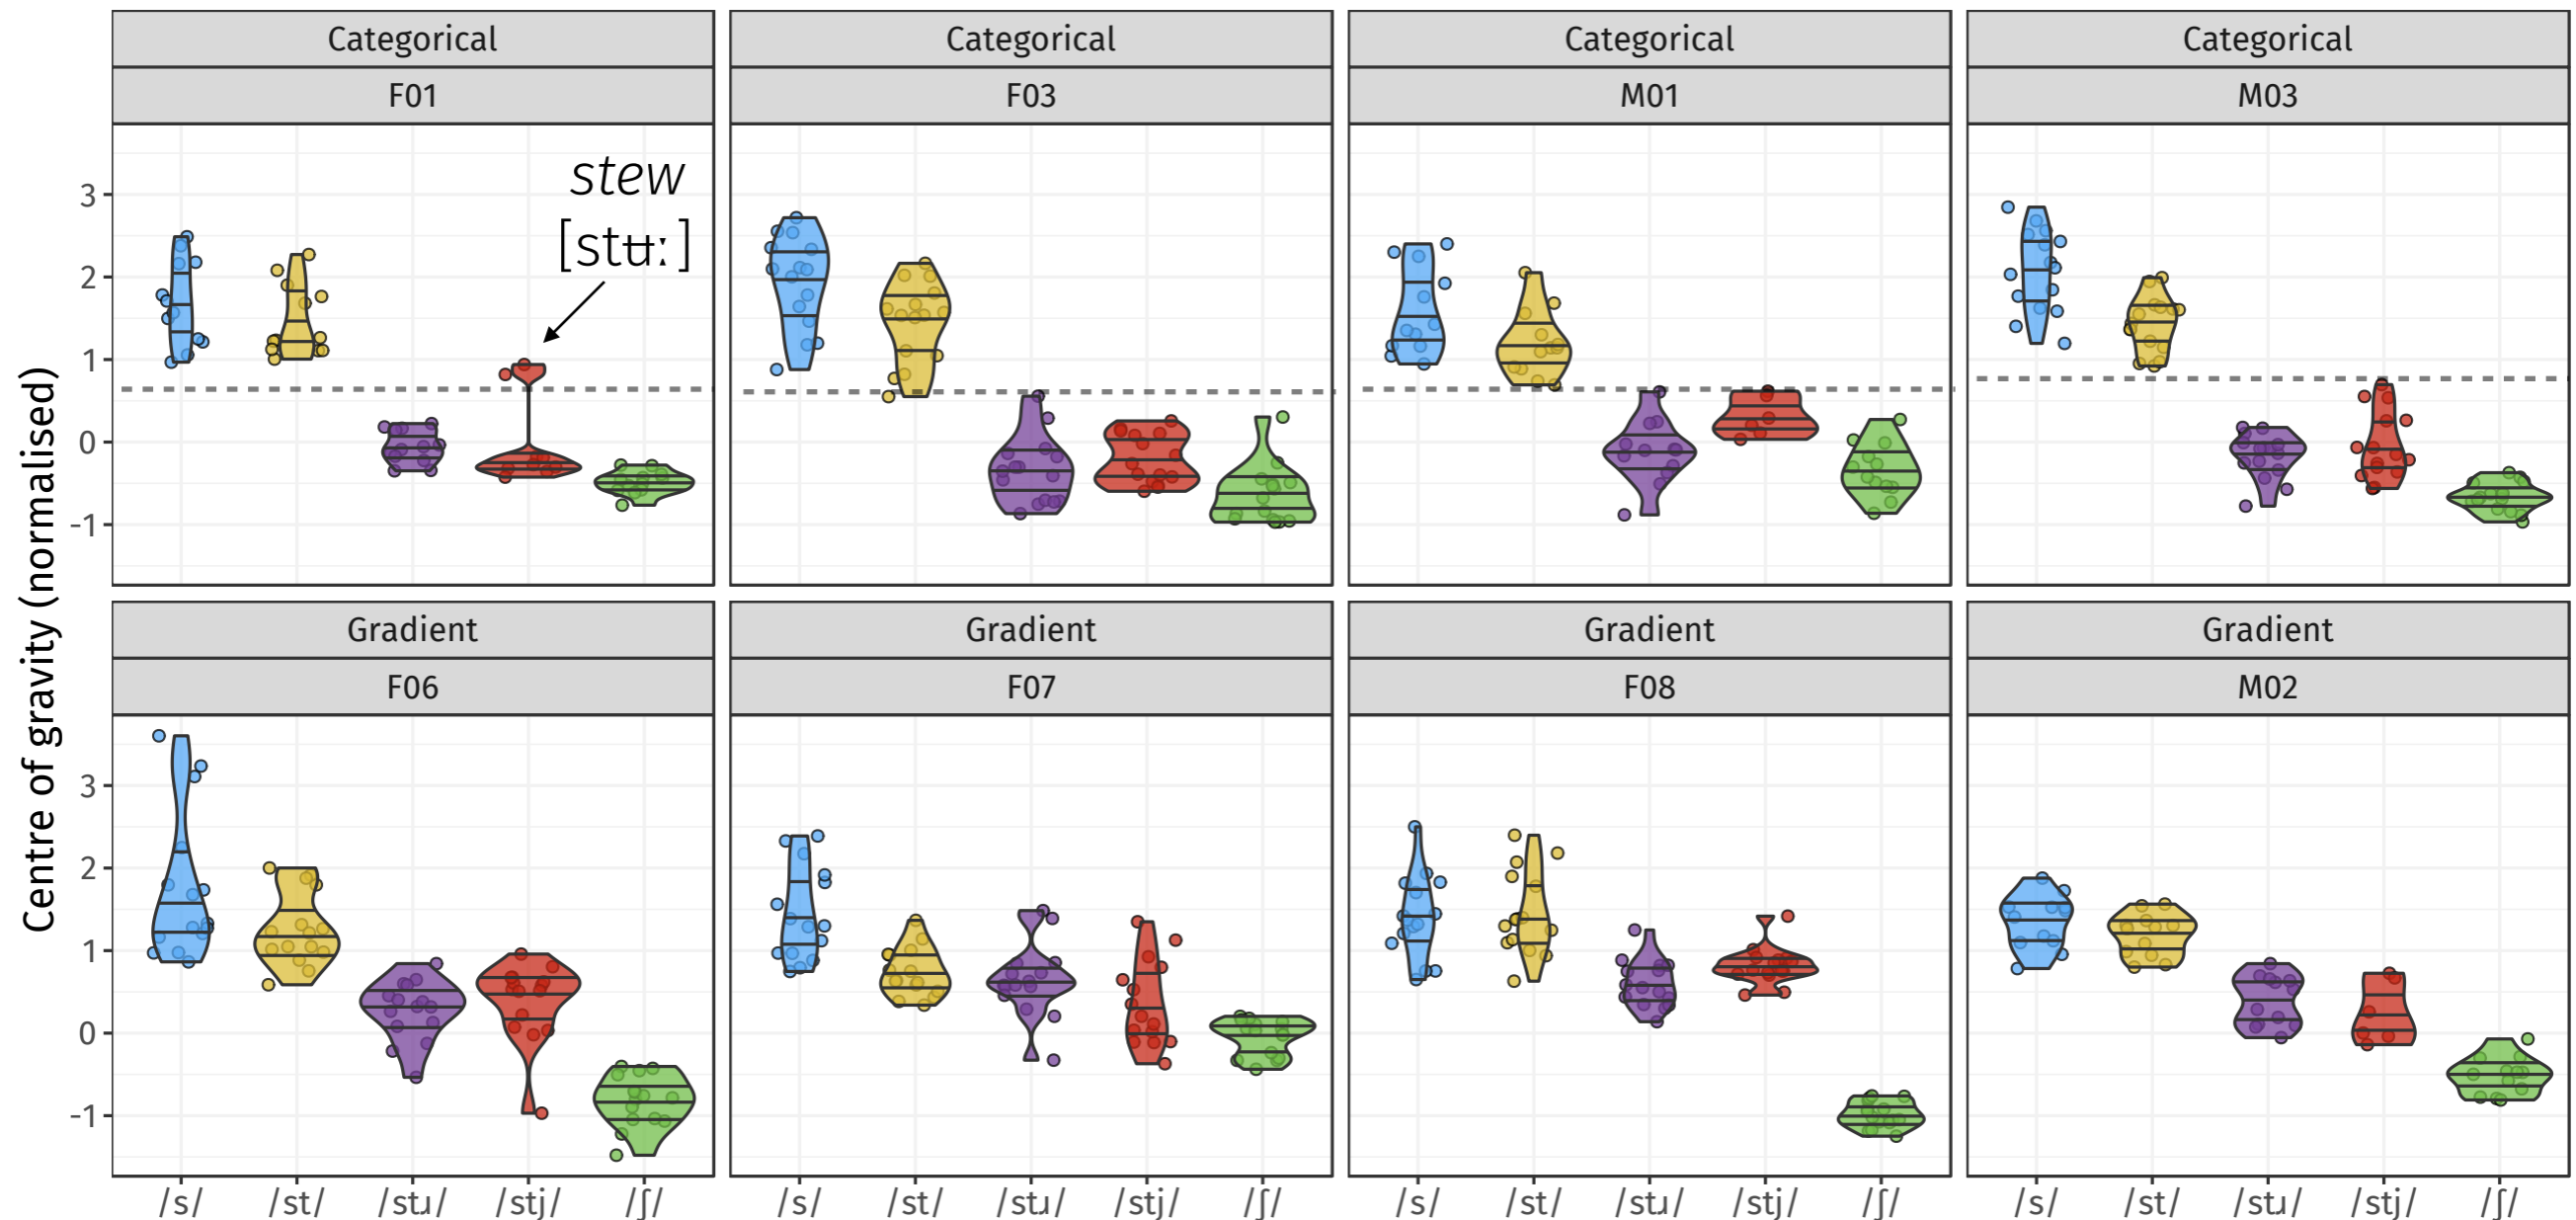 Categorical
F01
Categorical
F03
Categorical
M01
Categorical
M03
stew
[stʉː]
3
2
1
0
-1
Centre of gravity (normalised)
Gradient
F06
Gradient
F07
Gradient
F08
Gradient
M02
3
2
1
0
-1
/s/ /st/ /stɹ/ /stj/ /ʃ/
/s/ /st/ /stɹ/ /stj/ /ʃ/
/s/ /st/ /stɹ/ /stj/ /ʃ/
/s/ /st/ /stɹ/ /stj/ /ʃ/